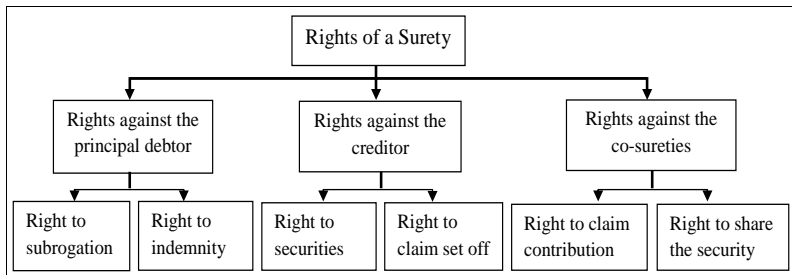 Rights of a Surety
Rights against the
principal debtor
Rights against the
creditor
Rights against the
co-sureties
Right to
subrogation
Right to
indemnity
Right to
securities
Right to
claim set off
Right to claim
contribution
Right to share
the security